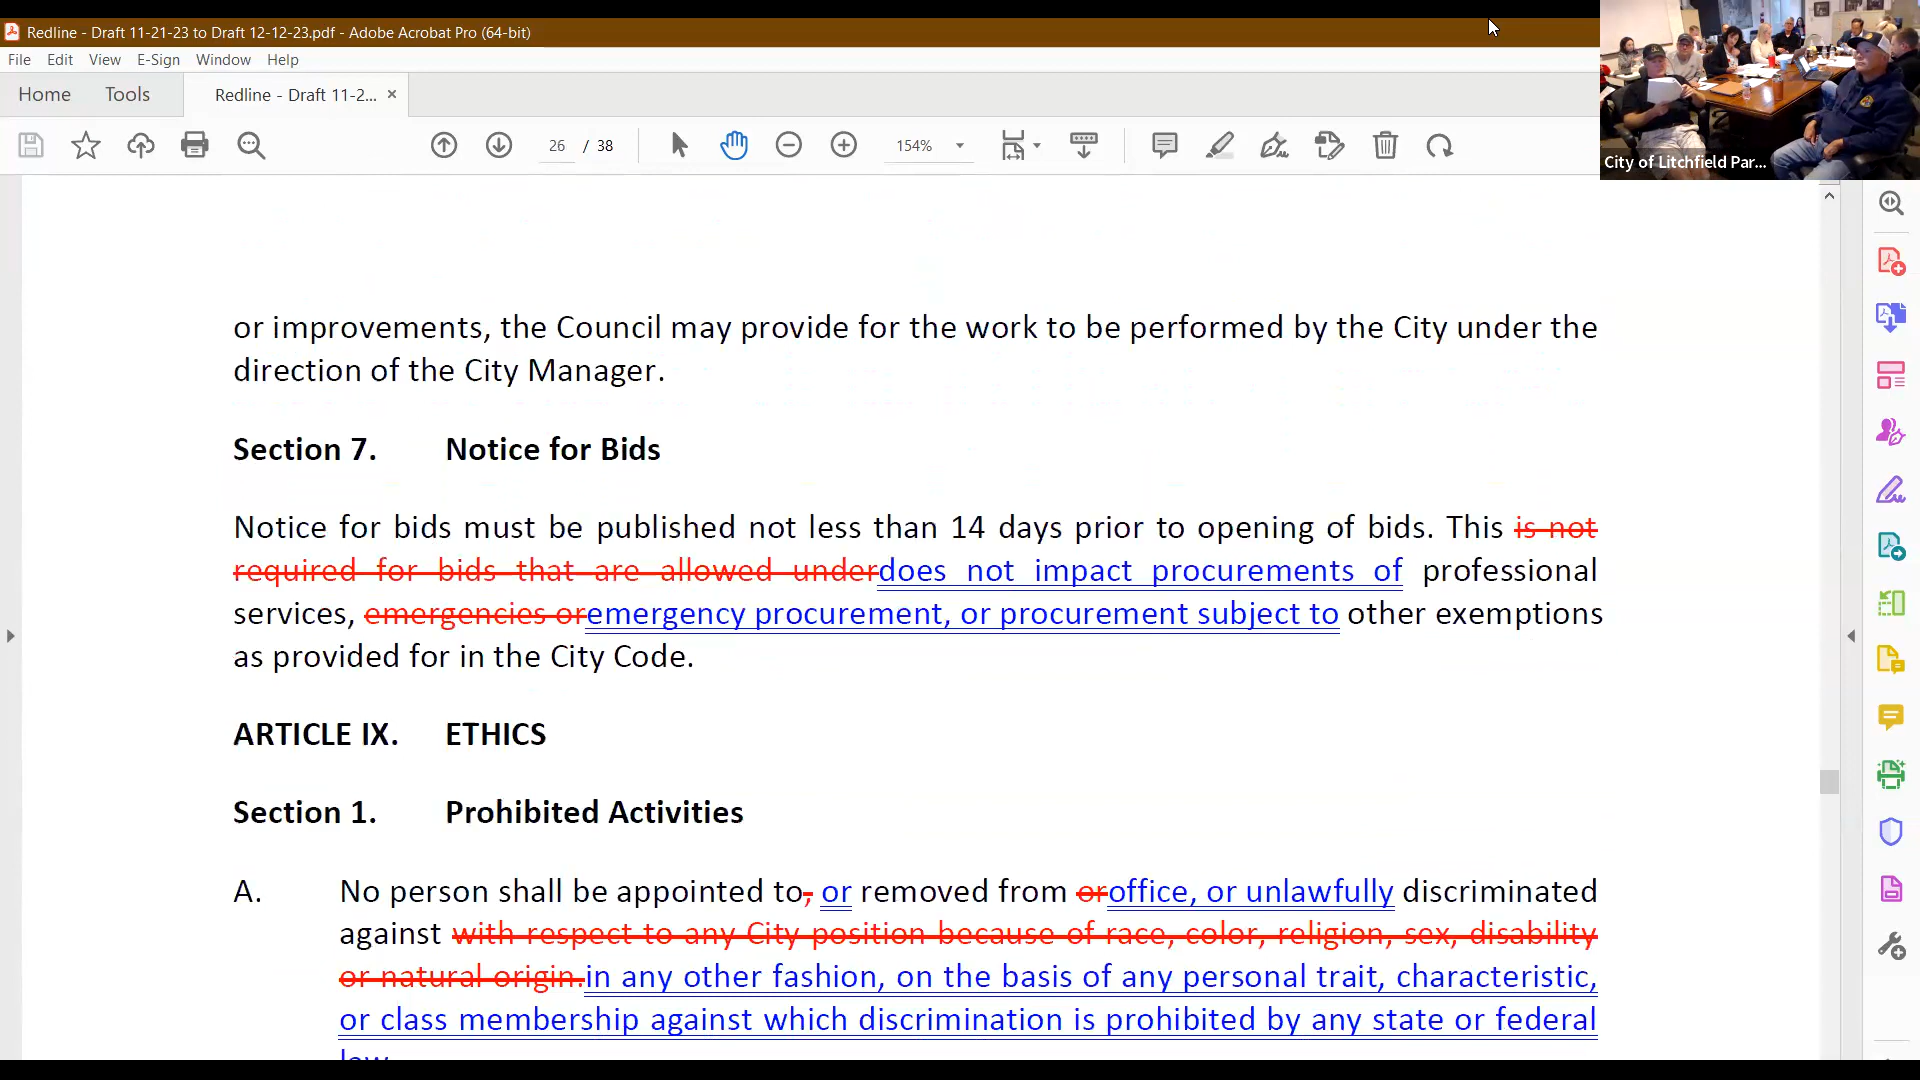 Redline - Draft 11-21-23 to Draft 12-12-23.pdf - Adobe Acrobat Pro (64-bit)
File Edit View E-Sign Window Help
Home Tools Redline - Draft 11-2... ×
26 / 38 154%
City of Litchfield Par...
or improvements, the Council may provide for the work to be performed by the City under the
direction of the City Manager.
Section 7. Notice for Bids
Notice for bids must be published not less than 14 days prior to opening of bids. This is not
required for bids that are allowed underdoes not impact procurements of professional
services, emergencies oremergency procurement, or procurement subject to other exemptions
as provided for in the City Code.
ARTICLE IX. ETHICS
Section 1. Prohibited Activities
A. No person shall be appointed to, or removed from oroffice, or unlawfully discriminated
against with respect to any City position because of race, color, religion, sex, disability
or natural origin.in any other fashion, on the basis of any personal trait, characteristic,
or class membership against which discrimination is prohibited by any state or federal
law